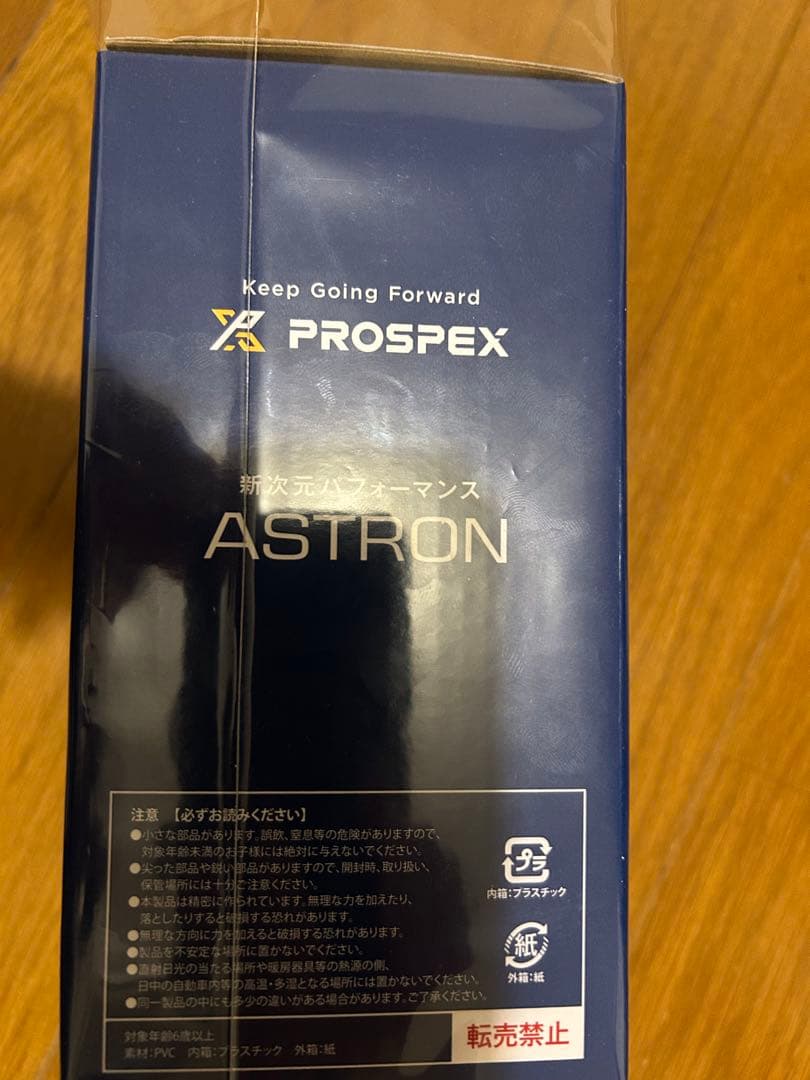 Keep Going Forward
PROSPEX
新次元パフォーマンス
ASTRON
注意 【必ずお読みください】
●小さな部品があります。誤飲、窒息等の危険がありますので、
対象年齢未満のお子様には絶対に与えないでください。
●尖った部品や鋭い部品がありますので、開封時、取り扱い、
保管場所には十分ご注意ください。
●本製品は精密に作られています。無理な力を加えたり、
落としたりすると破損する恐れがあります。
●無理な方向に力を加えると破損する恐れがあります。
●製品を不安定な場所に置かないでください。
●直射日光の当たる場所や暖房器具等の熱源の側、
日中の自動車内等の高温・多湿となる場所には置かないでください。
●同一製品の中にも多少の違いがある場合があります。ご了承ください。
プラ
内箱：プラスチック
紙
外箱：紙
対象年齢6歳以上
素材：PVC 内箱：プラスチック 外箱：紙
転売禁止